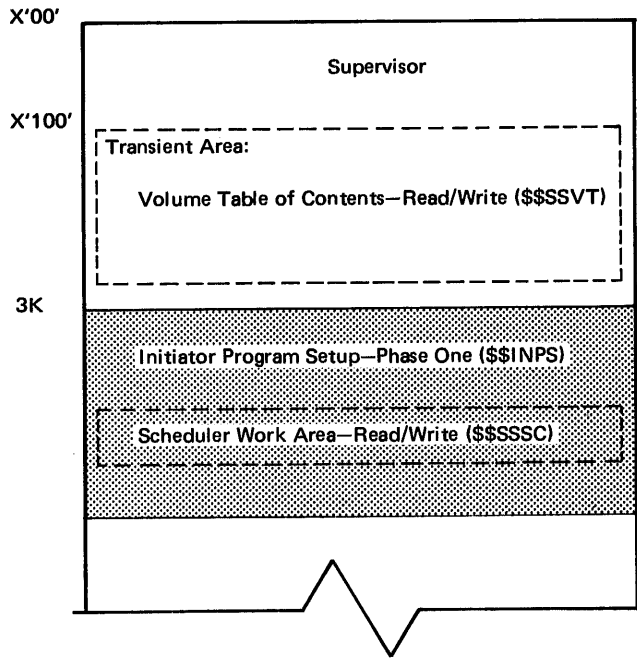 X'00'
Supervisor
X'100'
Transient Area:
Volume Table of Contents—Read/Write ($$SSVT)
3K
Initiator Program Setup—Phase One ($$INPS)
Scheduler Work Area—Read/Write ($$SSSC)